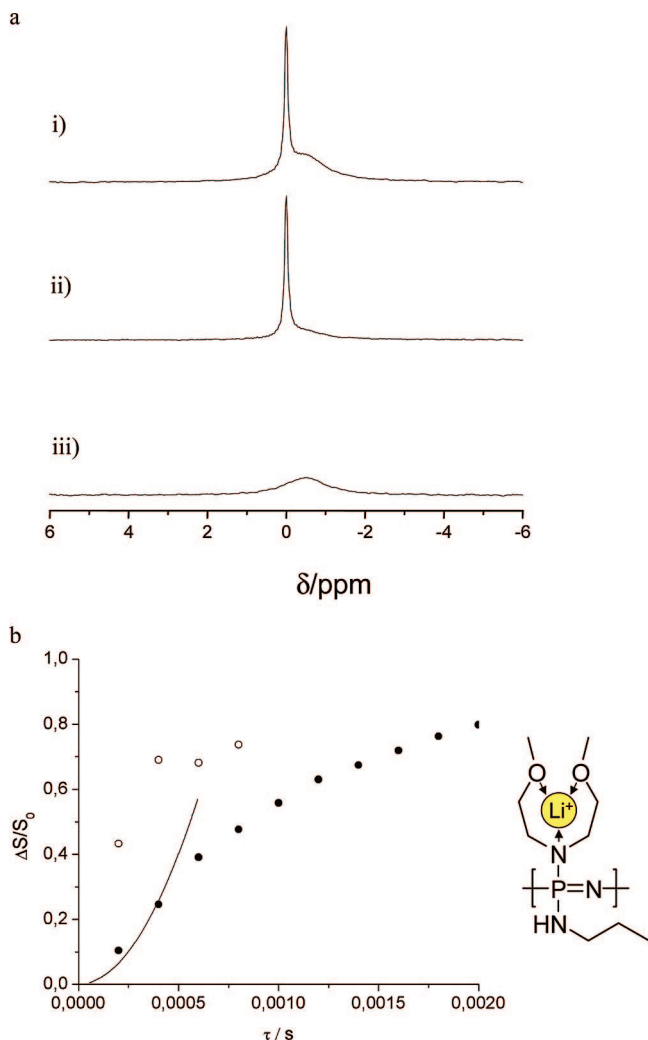 a
i)
ii)
iii)
6 4 2 0 -2 -4 -6
δ/ppm
b
1,0
0,8
0,6
0,4
0,2
0,0
ΔS/S₀
0,0000 0,0005 0,0010 0,0015 0,0020
τ / s
O O
Li⁺
N
P=N
HN